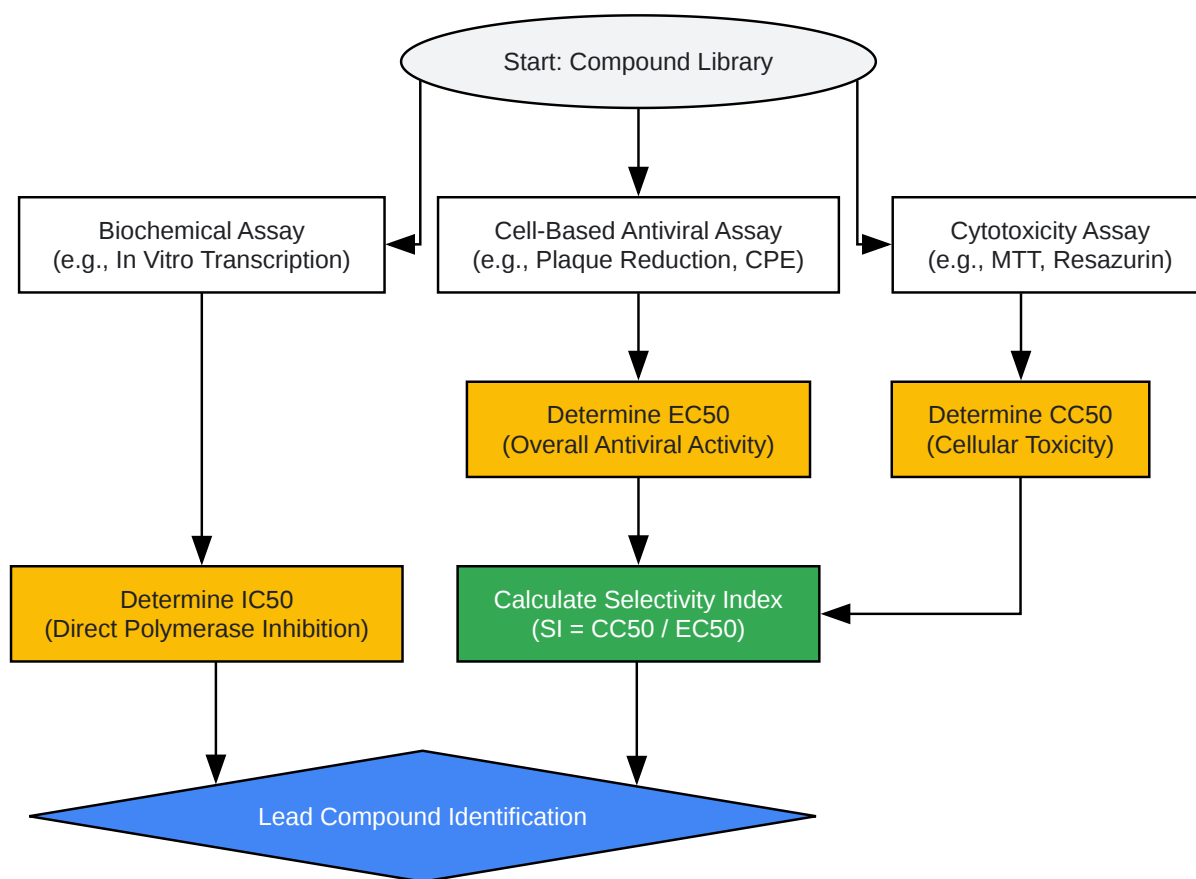 Start: Compound Library
Biochemical Assay
(e.g., In Vitro Transcription)
Cell-Based Antiviral Assay
(e.g., Plaque Reduction, CPE)
Cytotoxicity Assay
(e.g., MTT, Resazurin)
Determine EC50
(Overall Antiviral Activity)
Determine CC50
(Cellular Toxicity)
Determine IC50
(Direct Polymerase Inhibition)
Calculate Selectivity Index
(SI = CC50 / EC50)
Lead Compound Identification